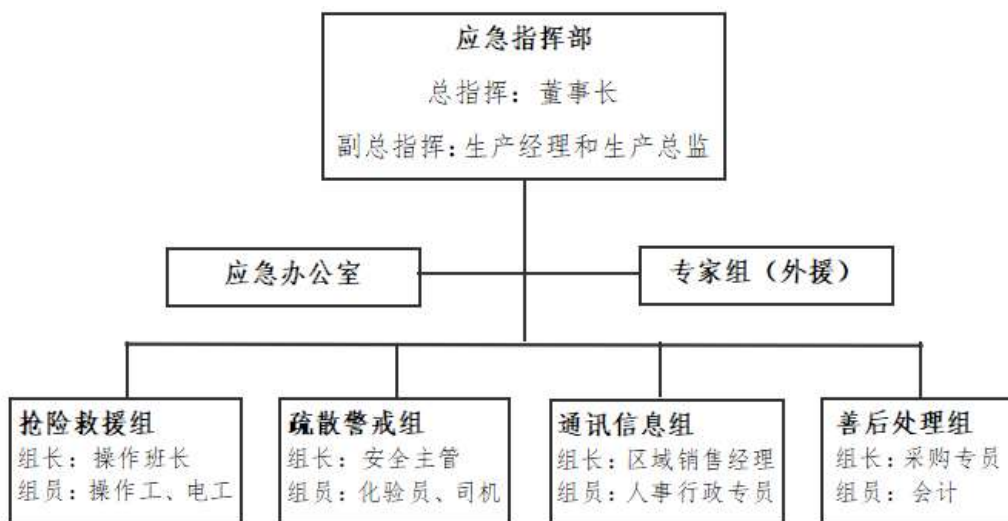 应急指挥部
总指挥：董事长
副总指挥：生产经理和生产总监
应急办公室
专家组（外援）
抢险救援组
组长：操作班长
组员：操作工、电工
疏散警戒组
组长：安全主管
组员：化验员、司机
通讯信息组
组长：区域销售经理
组员：人事行政专员
善后处理组
组长：采购专员
组员：会计